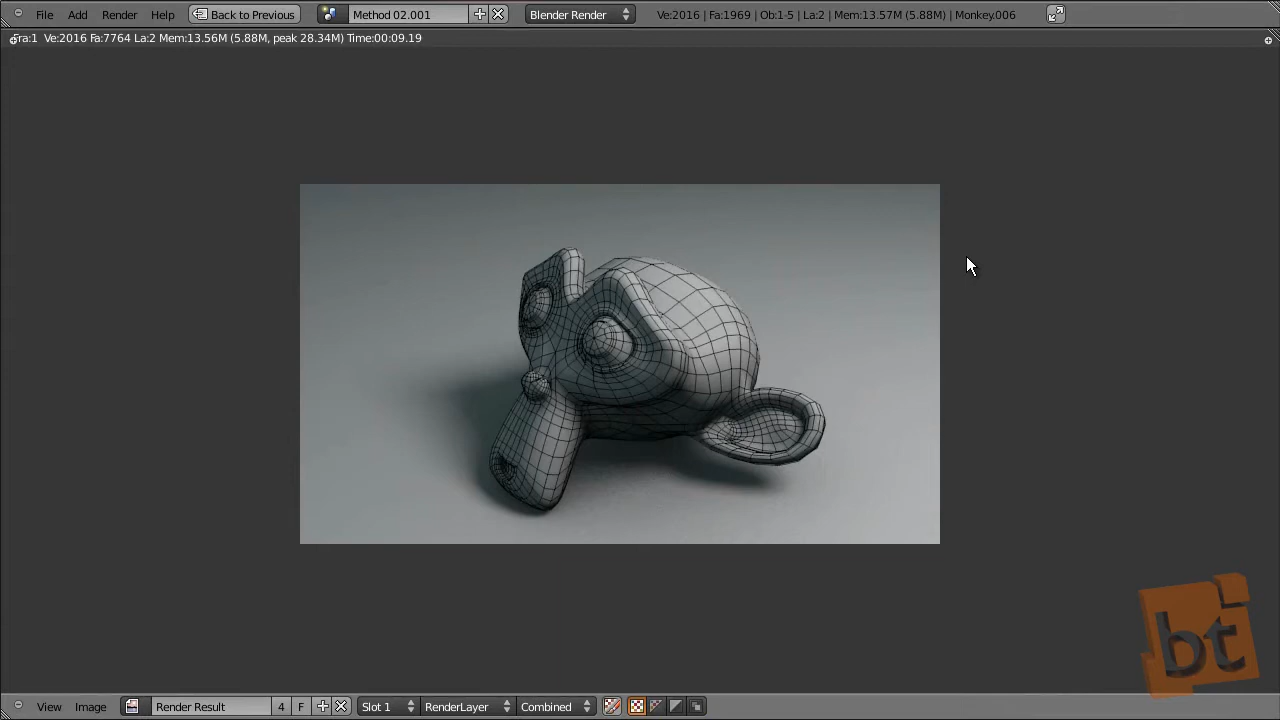 File Add Render Help Back to Previous Method 02.001 Blender Render Ve:2016 | Fa:1969 | Ob:1-5 | La:2 | Mem:13.57M (5.88M) | Monkey.006
Fra:1 Ve:2016 Fa:7764 La:2 Mem:13.56M (5.88M, peak 28.34M) Time:00:09.19
bt
View Image Render Result 4 F Slot 1 RenderLayer Combined